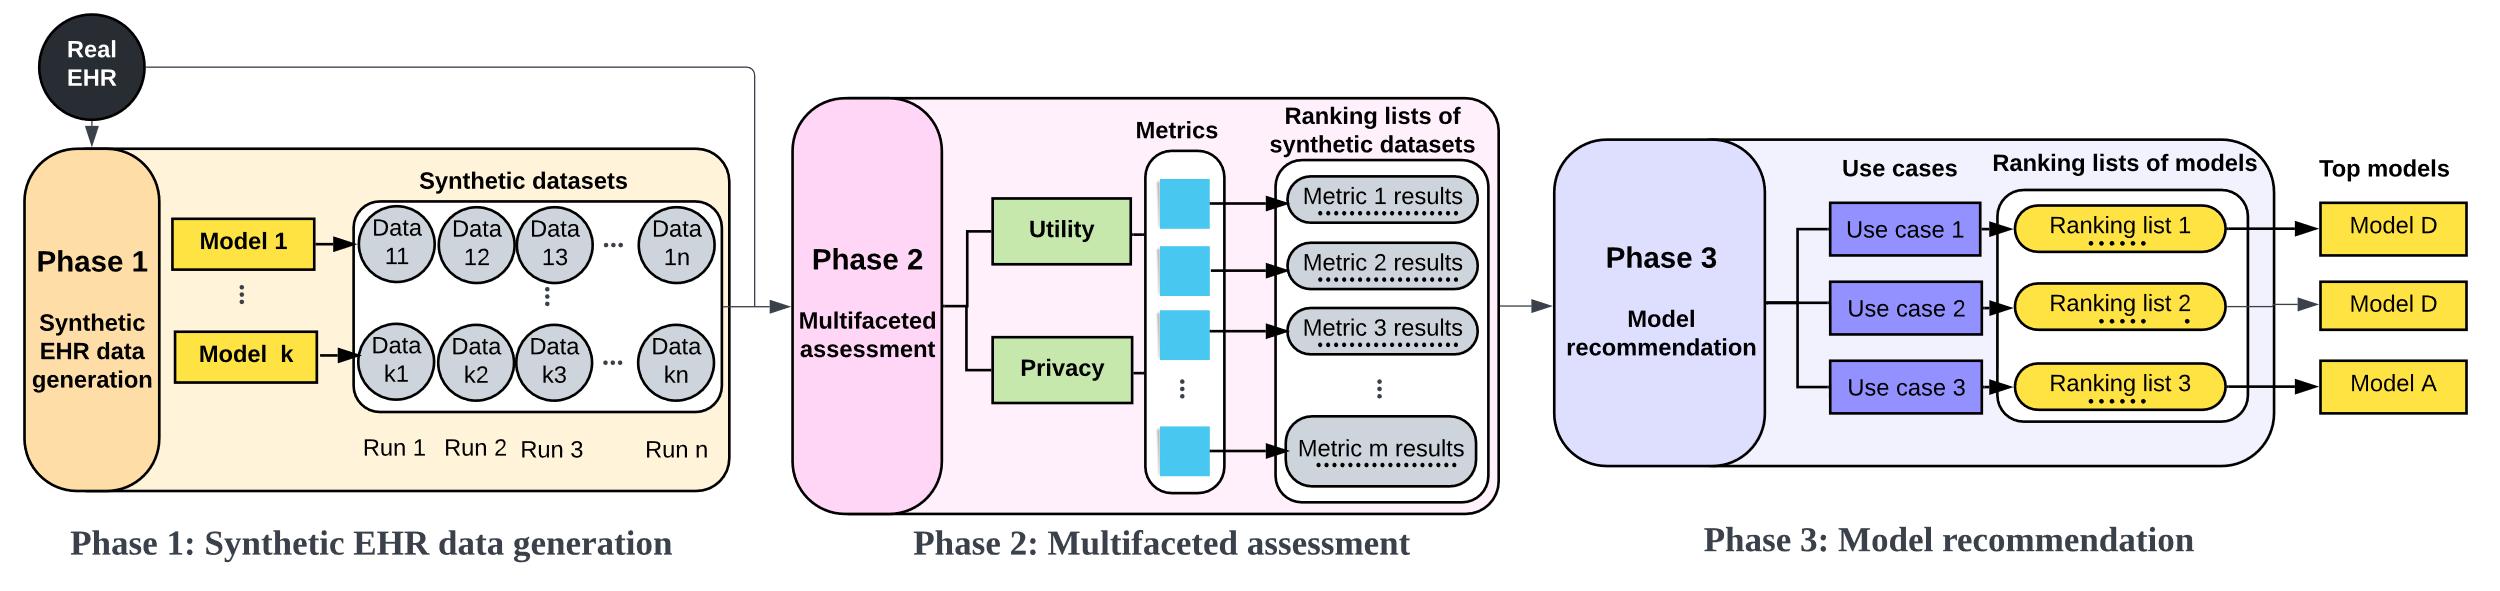 Real
EHR
Phase 1
Synthetic
EHR data
generation
Synthetic datasets
Model 1
Model  k
Data
11
Data
12
Data
13
Data
1n
Data
k1
Data
k2
Data
k3
Data
kn
Run 1
Run 2
Run 3
Run n
Phase 1: Synthetic EHR data generation
Phase 2
Multifaceted
assessment
Utility
Privacy
Metrics
Ranking lists of
synthetic datasets
Metric 1 results
Metric 2 results
Metric 3 results
Metric m results
Phase 2: Multifaceted assessment
Phase 3
Model
recommendation
Use cases
Use case 1
Use case 2
Use case 3
Ranking lists of models
Ranking list 1
Ranking list 2
Ranking list 3
Top models
Model D
Model D
Model A
Phase 3: Model recommendation